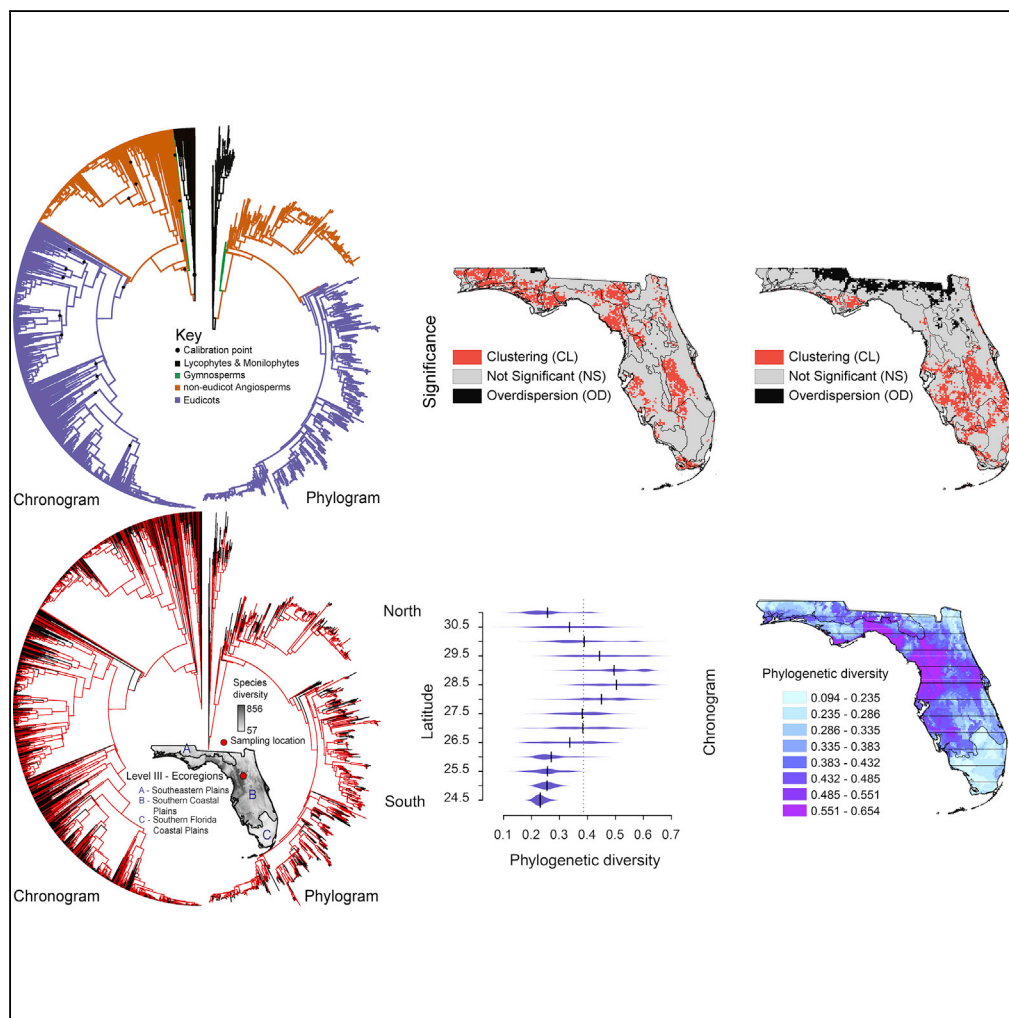 Key
Calibration point
Lycophytes & Monilophytes
Gymnosperms
non-eudicot Angiosperms
Eudicots
Chronogram
Phylogram
Significance
Clustering (CL)
Not Significant (NS)
Overdispersion (OD)
Clustering (CL)
Not Significant (NS)
Overdispersion (OD)
Species
diversity
856
57
Sampling location
Level III - Ecoregions
A - Southeastern Plains
B - Southern Coastal
Plains
C - Southern Florida
Coastal Plains
A
B
C
Chronogram
Phylogram
North
30.5
29.5
28.5
27.5
26.5
25.5
24.5
South
Latitude
0.1 0.2 0.3 0.4 0.5 0.6 0.7
Phylogenetic diversity
Chronogram
Phylogenetic diversity
0.094 - 0.235
0.235 - 0.286
0.286 - 0.335
0.335 - 0.383
0.383 - 0.432
0.432 - 0.485
0.485 - 0.551
0.551 - 0.654